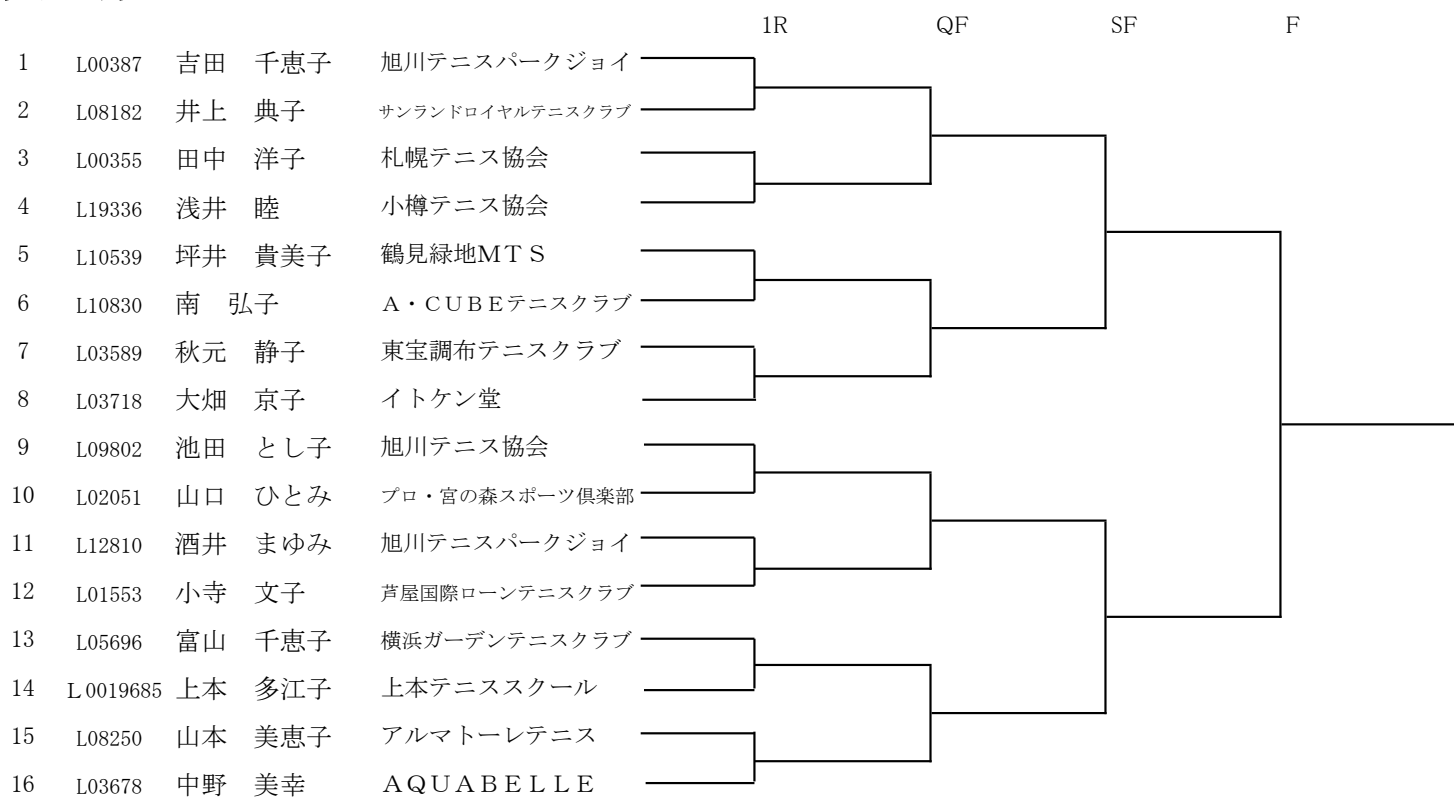 1R QF SF F
1 L00387 吉田　千恵子 旭川テニスパークジョイ
2 L08182 井上　典子 サンランドロイヤルテニスクラブ
3 L00355 田中　洋子 札幌テニス協会
4 L19336 浅井　睦 小樽テニス協会
5 L10539 坪井　貴美子 鶴見緑地MＴＳ
6 L10830 南　弘子 Ａ・ＣＵＢＥテニスクラブ
7 L03589 秋元　静子 東宝調布テニスクラブ
8 L03718 大畑　京子 イトケン堂
9 L09802 池田　とし子 旭川テニス協会
10 L02051 山口　ひとみ プロ・宮の森スポーツ倶楽部
11 L12810 酒井　まゆみ 旭川テニスパークジョイ
12 L01553 小寺　文子 芦屋国際ローンテニスクラブ
13 L05696 富山　千恵子 横浜ガーデンテニスクラブ
14 Ｌ0019685 上本　多江子 上本テニススクール
15 L08250 山本　美恵子 アルマトーレテニス
16 L03678 中野　美幸 ＡＱＵＡＢＥＬＬＥ